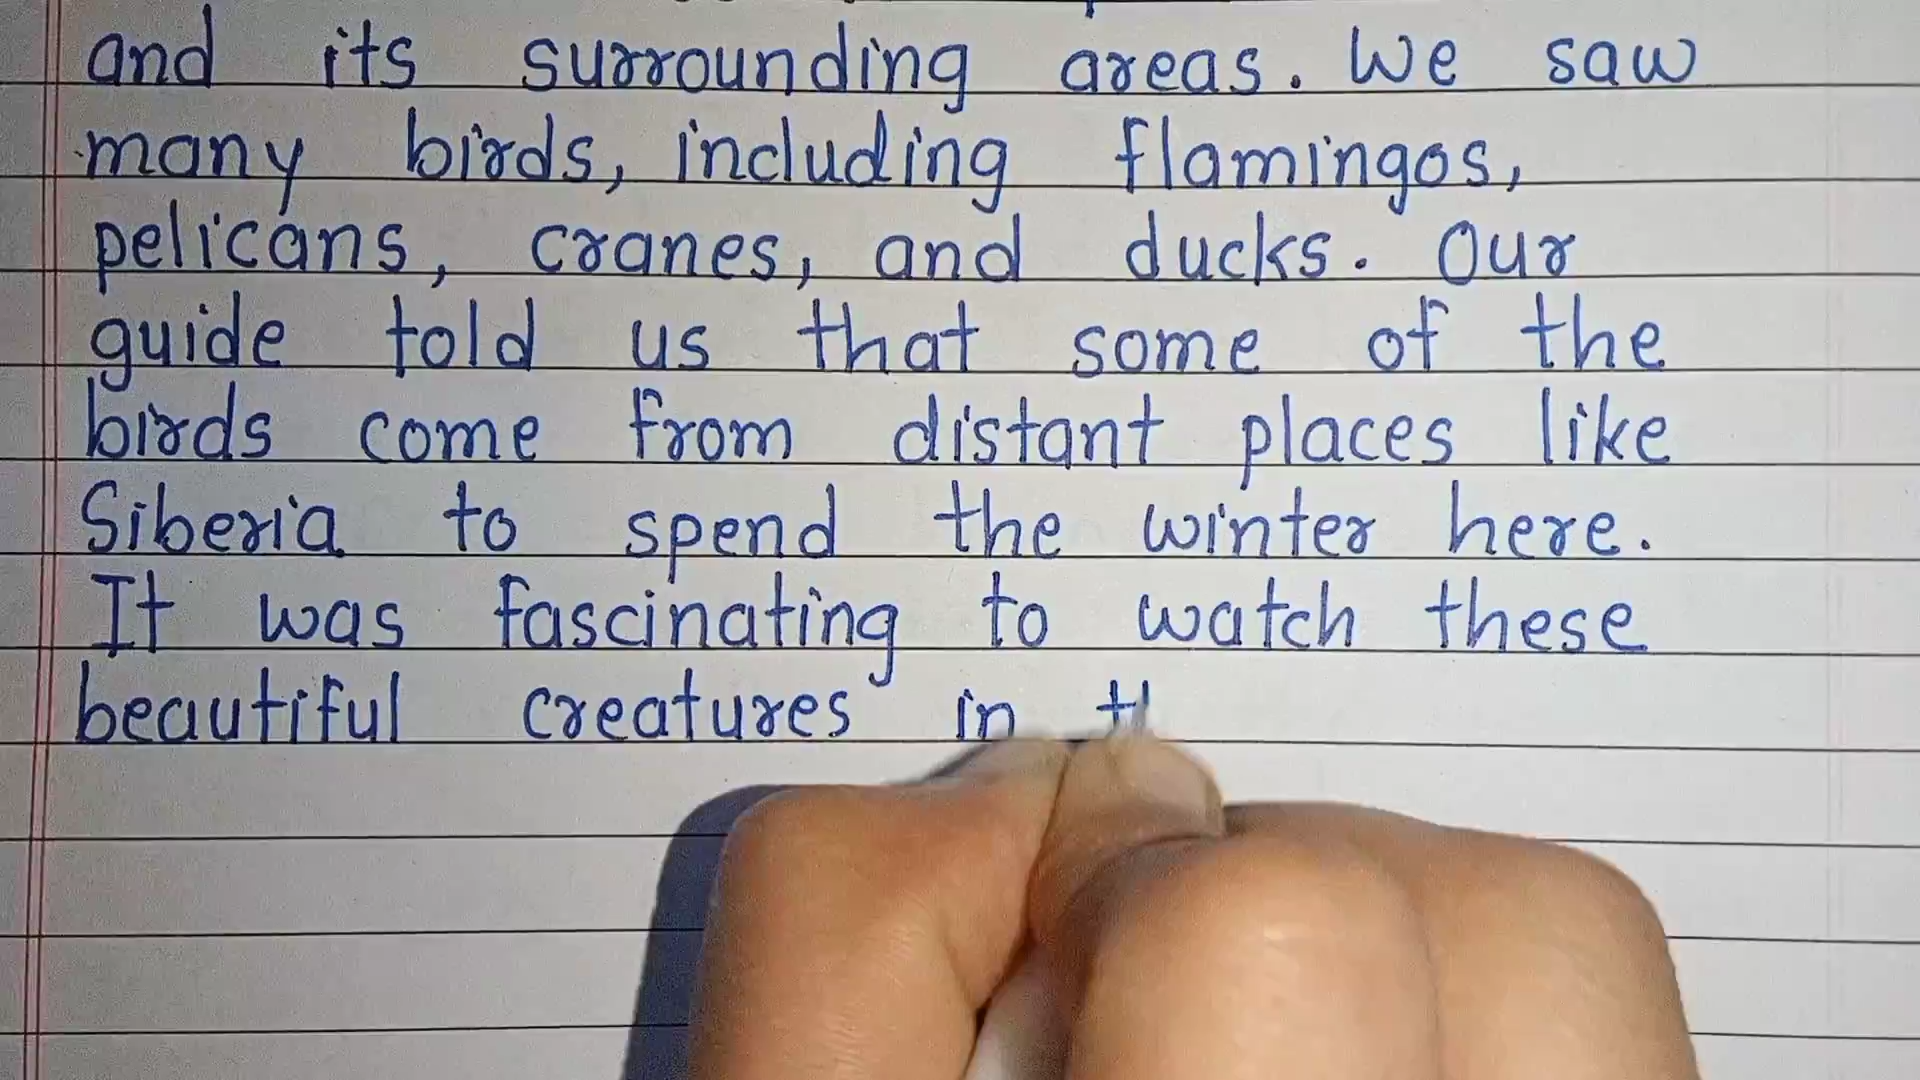 and its surrounding areas. We saw
many birds, including flamingos,
pelicans, cranes, and ducks. Our
guide told us that some of the
birds come from distant places like
Siberia to spend the winter here.
It was fascinating to watch these
beautiful creatures in